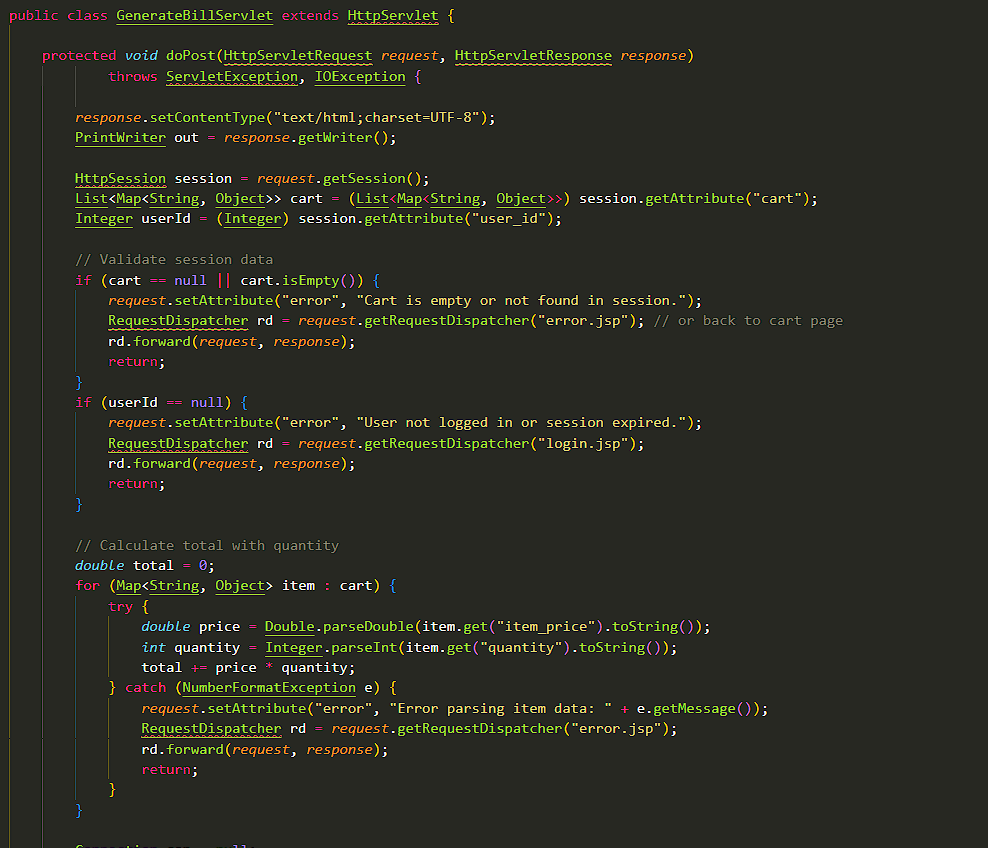 public class GenerateBillServlet extends HttpServlet {
protected void doPost(HttpServletRequest request, HttpServletResponse response)
throws ServletException, IOException {
response.setContentType("text/html;charset=UTF-8");
PrintWriter out = response.getWriter();
HttpSession session = request.getSession();
List<Map<String, Object>> cart = (List<Map<String, Object>>) session.getAttribute("cart");
Integer userId = (Integer) session.getAttribute("user_id");
// Validate session data
if (cart == null || cart.isEmpty()) {
request.setAttribute("error", "Cart is empty or not found in session.");
RequestDispatcher rd = request.getRequestDispatcher("error.jsp"); // or back to cart page
rd.forward(request, response);
return;
}
if (userId == null) {
request.setAttribute("error", "User not logged in or session expired.");
RequestDispatcher rd = request.getRequestDispatcher("login.jsp");
rd.forward(request, response);
return;
}
// Calculate total with quantity
double total = 0;
for (Map<String, Object> item : cart) {
try {
double price = Double.parseDouble(item.get("item_price").toString());
int quantity = Integer.parseInt(item.get("quantity").toString());
total += price * quantity;
} catch (NumberFormatException e) {
request.setAttribute("error", "Error parsing item data: " + e.getMessage());
RequestDispatcher rd = request.getRequestDispatcher("error.jsp");
rd.forward(request, response);
return;
}
}